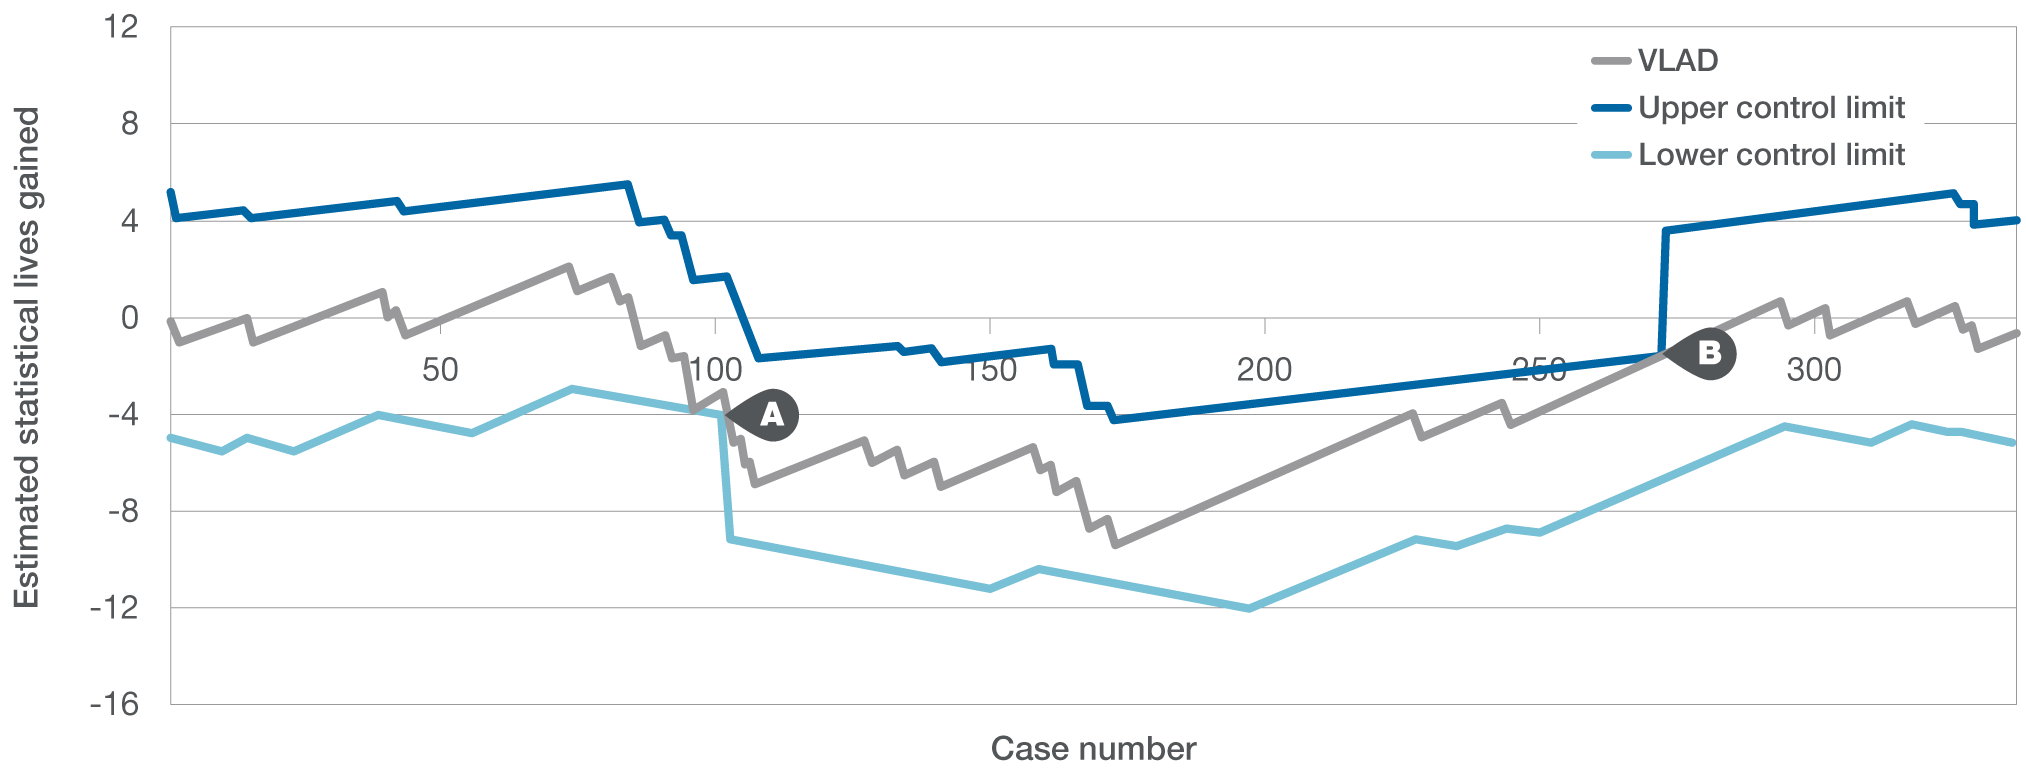 12
VLAD
Upper control limit
Lower control limit
8
4
0
-4
-8
-12
-16
Estimated statistical lives gained
50
100
150
200
250
300
A
B
Case number